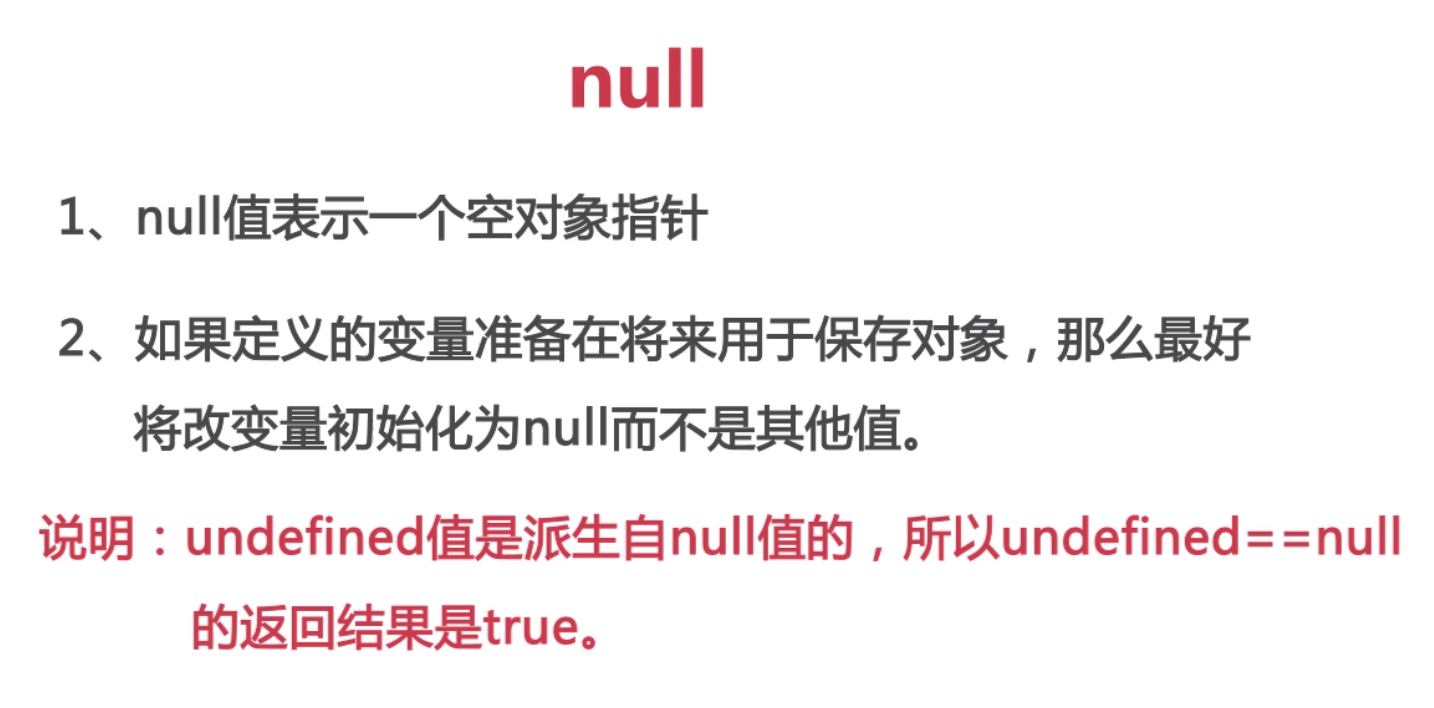 null
1、null值表示一个空对象指针
2、如果定义的变量准备在将来用于保存对象，那么最好
将改变量初始化为null而不是其他值。
说明：undefined值是派生自null值的，所以undefined==null
的返回结果是true。